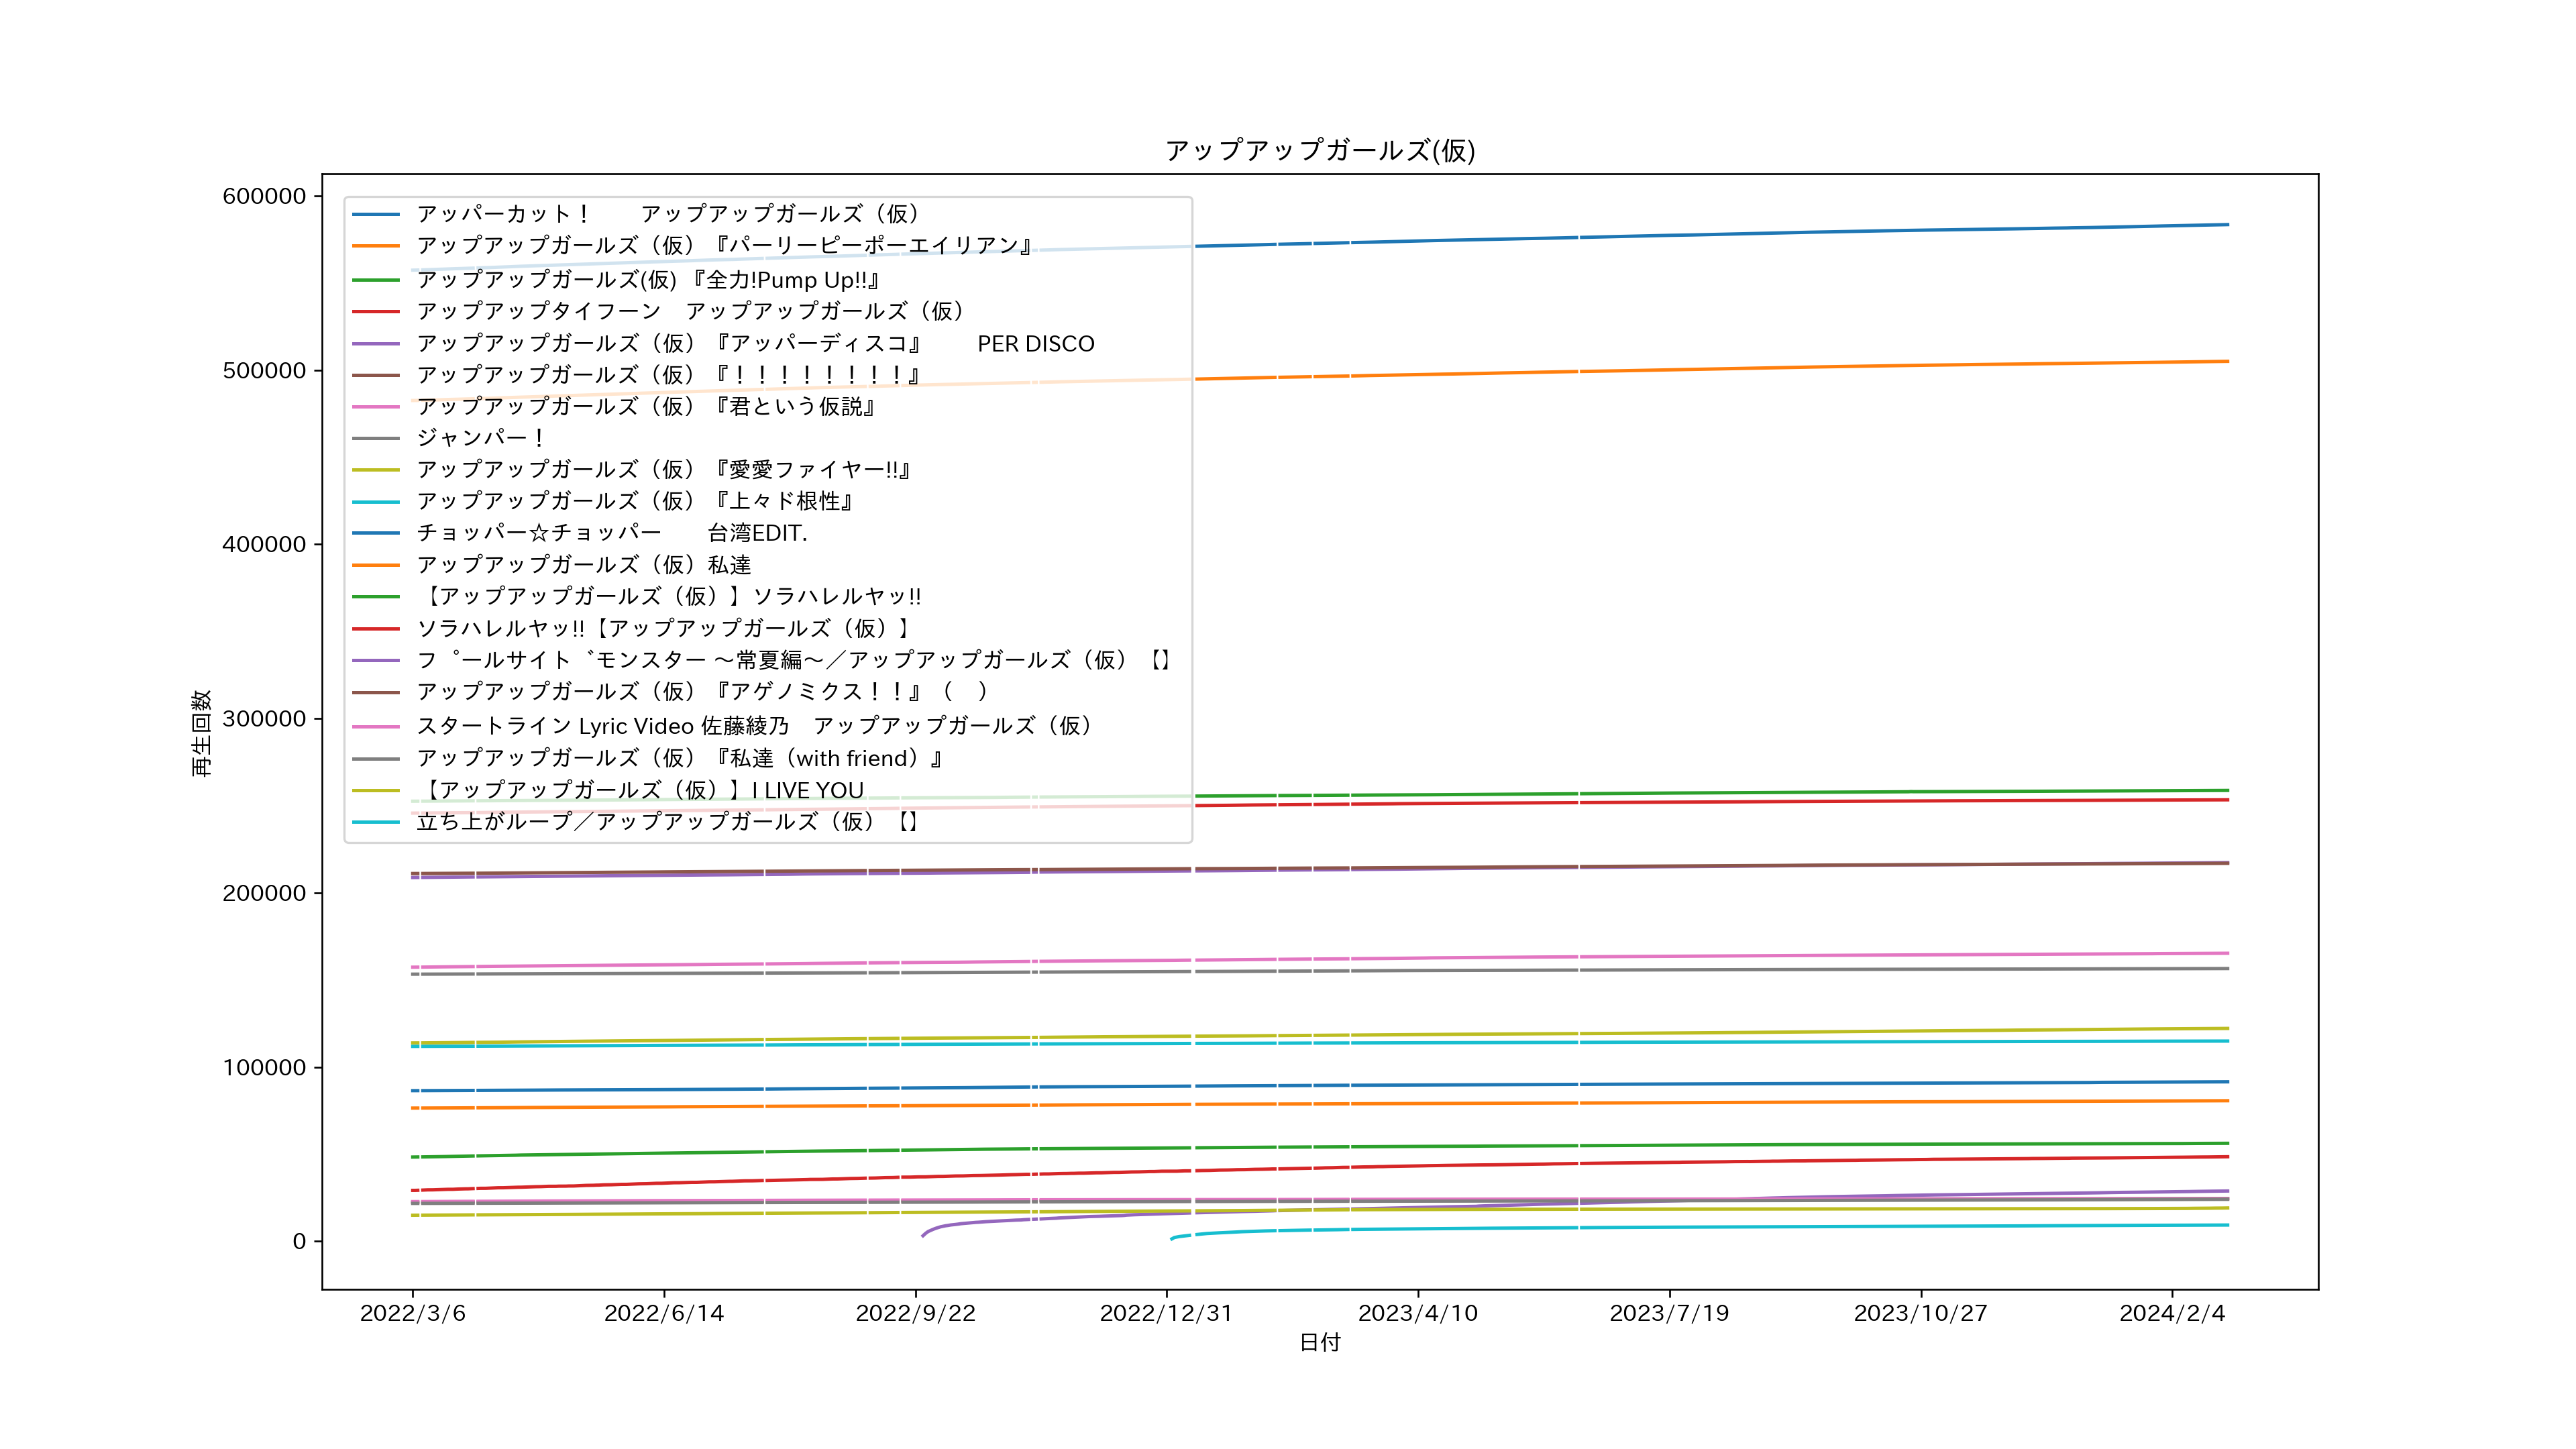 アップアップガールズ(仮)
600000
500000
400000
300000
200000
100000
0
再生回数
アッパーカット！　　アップアップガールズ（仮）
アップアップガールズ（仮）『パーリーピーポーエイリアン』
アップアップガールズ(仮) 『全力!Pump Up!!』
アップアップタイフーン　アップアップガールズ（仮）
アップアップガールズ（仮）『アッパーディスコ』　　PER DISCO
アップアップガールズ（仮）『！！！！！！！！』
アップアップガールズ（仮）『君という仮説』
ジャンパー！
アップアップガールズ（仮）『愛愛ファイヤー!!』
アップアップガールズ（仮）『上々ド根性』
チョッパー☆チョッパー　　台湾EDIT.
アップアップガールズ（仮）私達
【アップアップガールズ（仮）】ソラハレルヤッ!!
ソラハレルヤッ!!【アップアップガールズ（仮）】
フ゜ールサイト゛モンスター ～常夏編～／アップアップガールズ（仮）【】
アップアップガールズ（仮）『アゲノミクス！！』（　）
スタートライン Lyric Video 佐藤綾乃　アップアップガールズ（仮）
アップアップガールズ（仮）『私達（with friend）』
【アップアップガールズ（仮）】I LIVE YOU
立ち上がループ／アップアップガールズ（仮）【】
2022/3/6 2022/6/14 2022/9/22 2022/12/31 2023/4/10 2023/7/19 2023/10/27 2024/2/4
日付